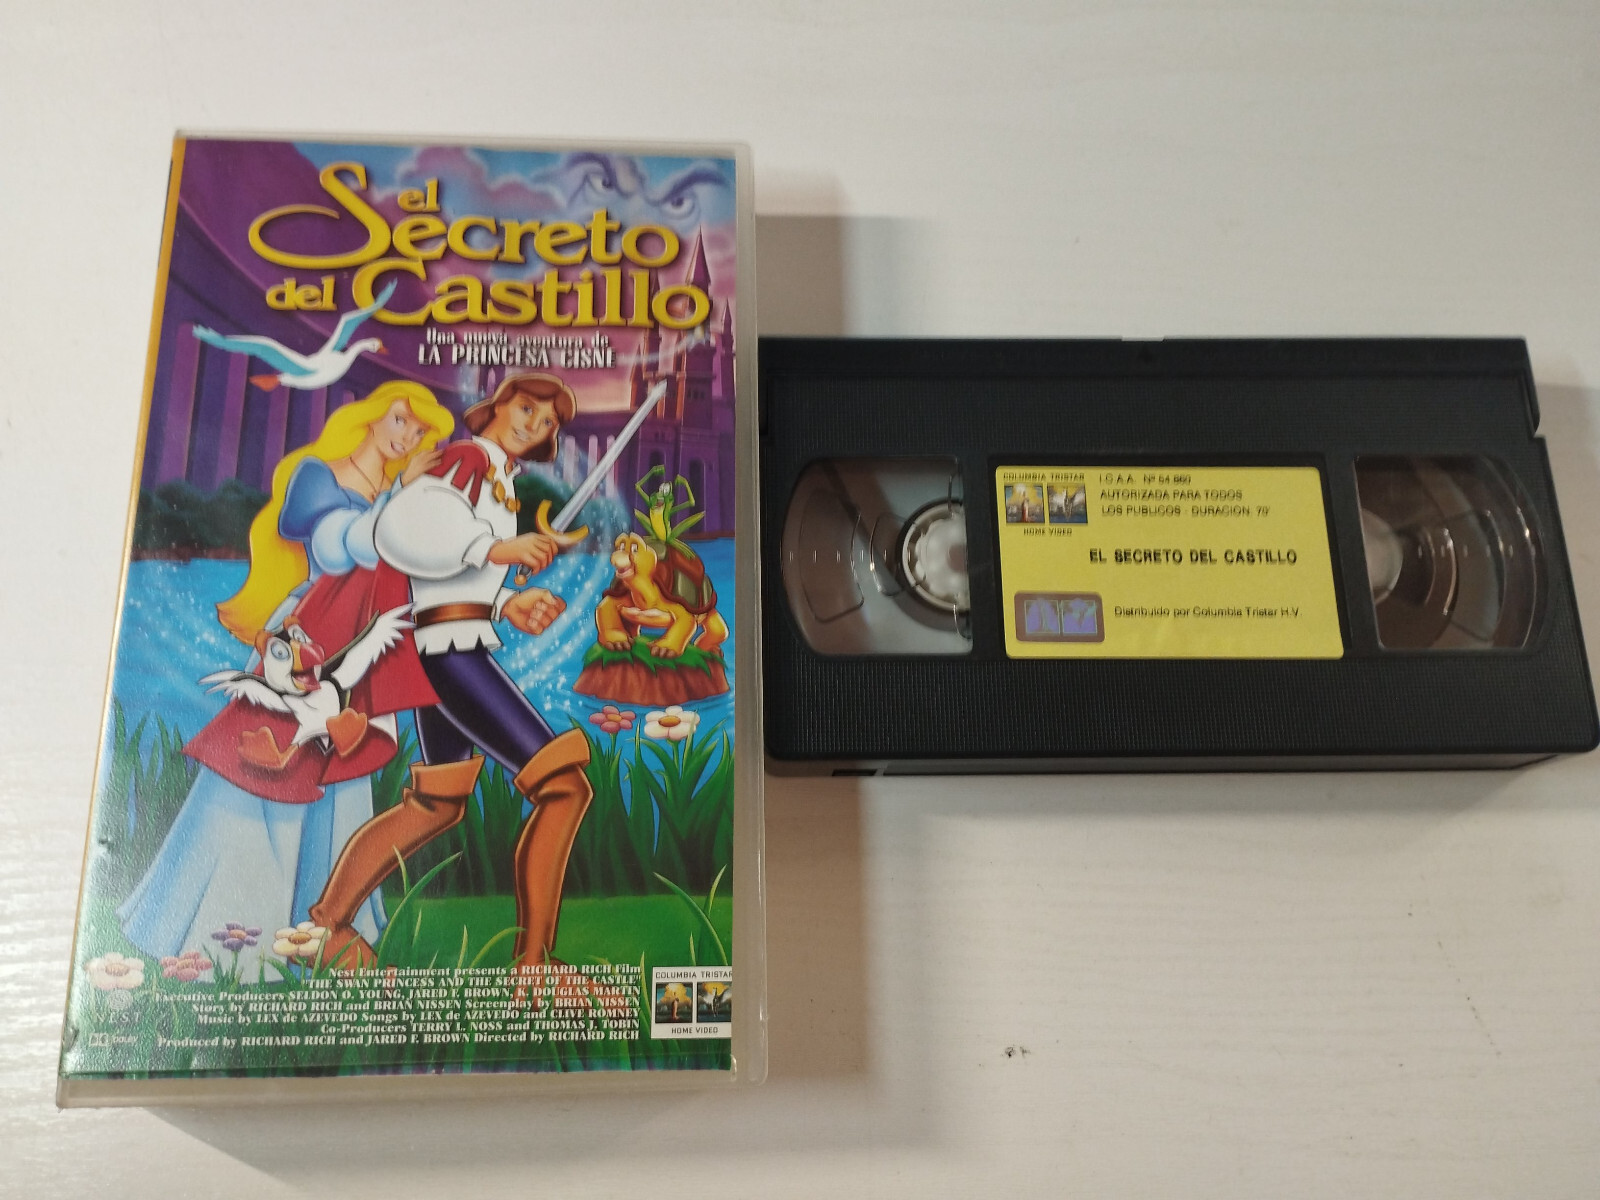 el
Secreto
del Castillo
Una nueva aventura de
LA PRINCESA CISNE
Nest Entertainment presents a RICHARD RICH Film
"THE SWAN PRINCESS AND THE SECRET OF THE CASTLE"
Executive Producers SELDON O. YOUNG, JARED F. BROWN, K. DOUGLAS MARTIN
Story by RICHARD RICH and BRIAN NISSEN Screenplay by BRIAN NISSEN
Music by LEX de AZEVEDO Songs by LEX de AZEVEDO and CLIVE ROMNEY
Co-Producers TERRY L. NOSS and THOMAS J. TOBIN
Produced by RICHARD RICH and JARED F. BROWN Directed by RICHARD RICH
NEST
DOLBY
COLUMBIA TRISTAR
HOME VIDEO
COLUMBIA TRISTAR
HOME VIDEO
I.C.A.A. Nº
AUTORIZADA PARA TODOS
LOS PUBLICOS - DURACION: 70'
EL SECRETO DEL CASTILLO
Distribuido por Columbia Tristar H.V.